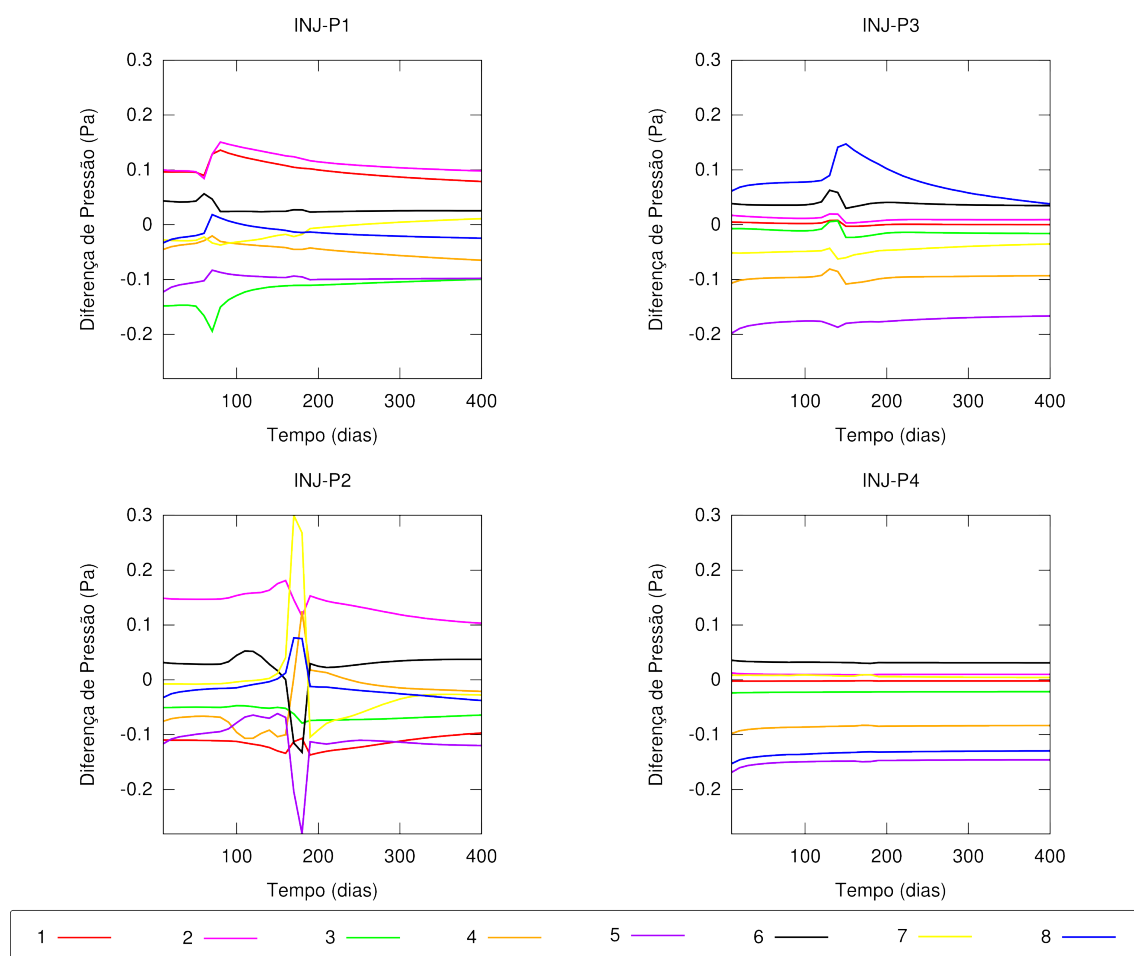 INJ-P1
0.3
0.2
0.1
0
-0.1
-0.2
Diferença de Pressão (Pa)
100 200 300 400
Tempo (dias)
INJ-P3
0.3
0.2
0.1
0
-0.1
-0.2
Diferença de Pressão (Pa)
100 200 300 400
Tempo (dias)
INJ-P2
0.3
0.2
0.1
0
-0.1
-0.2
Diferença de Pressão (Pa)
100 200 300 400
Tempo (dias)
INJ-P4
0.3
0.2
0.1
0
-0.1
-0.2
Diferença de Pressão (Pa)
100 200 300 400
Tempo (dias)
1 2 3 4 5 6 7 8